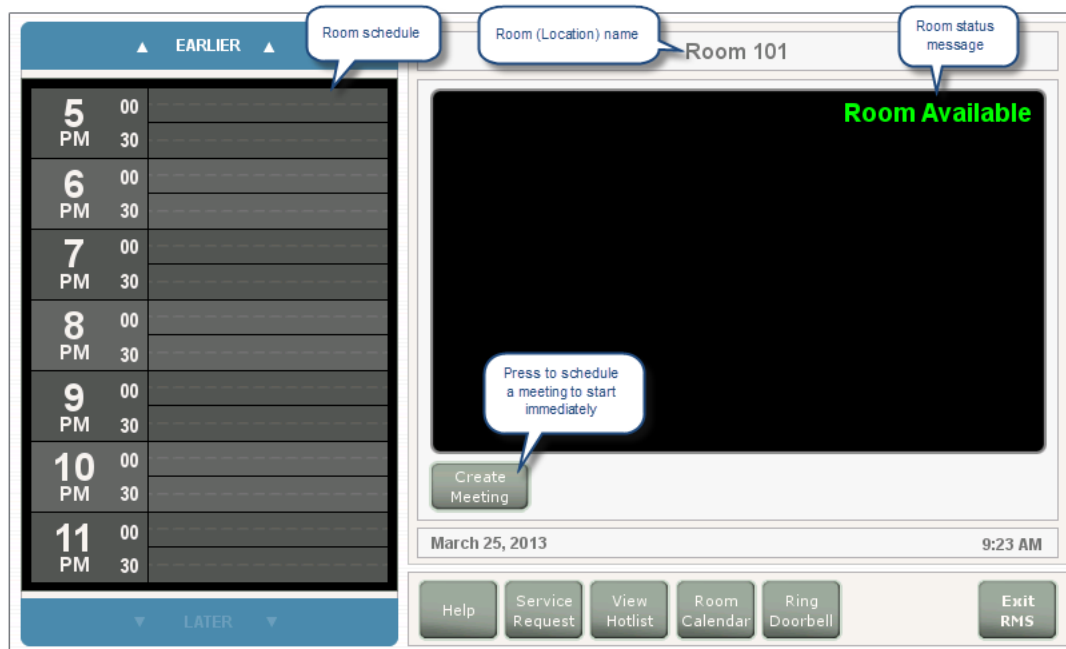 ▲ EARLIER ▲
Room schedule
Room (Location) name
Room status
message
Room 101
5 PM 00
30
6 PM 00
30
7 PM 00
30
8 PM 00
30
9 PM 00
30
10 PM 00
30
11 PM 00
30
▼ LATER ▼
Room Available
Press to schedule
a meeting to start
immediately
Create
Meeting
March 25, 2013 9:23 AM
Help
Service
Request
View
Hotlist
Room
Calendar
Ring
Doorbell
Exit
RMS